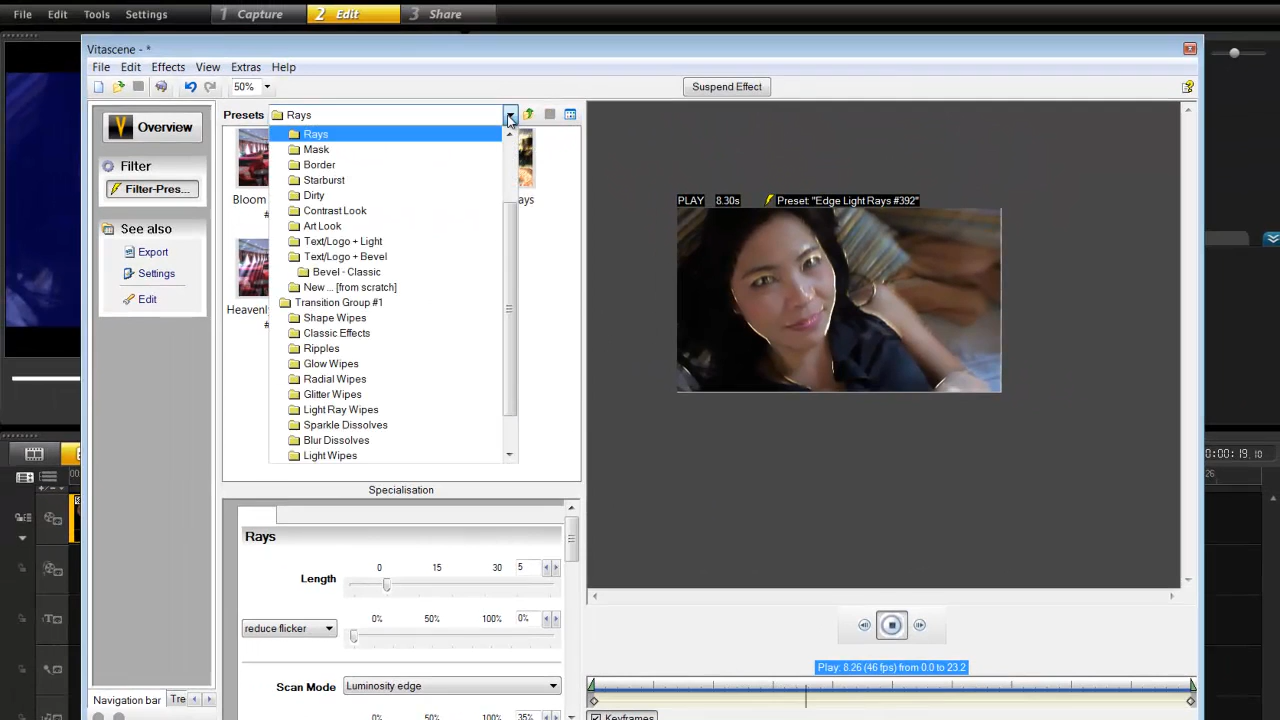 File Edit Tools Settings 1 Capture 2 Edit 3 Share
Vitascene - *
File Edit Effects View Extras Help
50% Suspend Effect
Overview
Filter
Filter-Pres...
See also
Export
Settings
Edit
Presets Rays
Rays
Mask
Border
Starburst
Dirty
Contrast Look
Art Look
Text/Logo + Light
Text/Logo + Bevel
Bevel - Classic
New ... [from scratch]
Transition Group #1
Shape Wipes
Classic Effects
Ripples
Glow Wipes
Radial Wipes
Glitter Wipes
Light Ray Wipes
Sparkle Dissolves
Blur Dissolves
Light Wipes
Bloom
#
ays
Heavenly
#
Specialisation
Rays
Length 0 15 30 5
reduce flicker 0% 50% 100% 0%
Scan Mode Luminosity edge
0% 50% 100% 35%
PLAY 8.30s Preset: "Edge Light Rays #392"
Play: 8.26 (46 fps) from 0.0 to 23.2
Keyframes
Navigation bar Tre